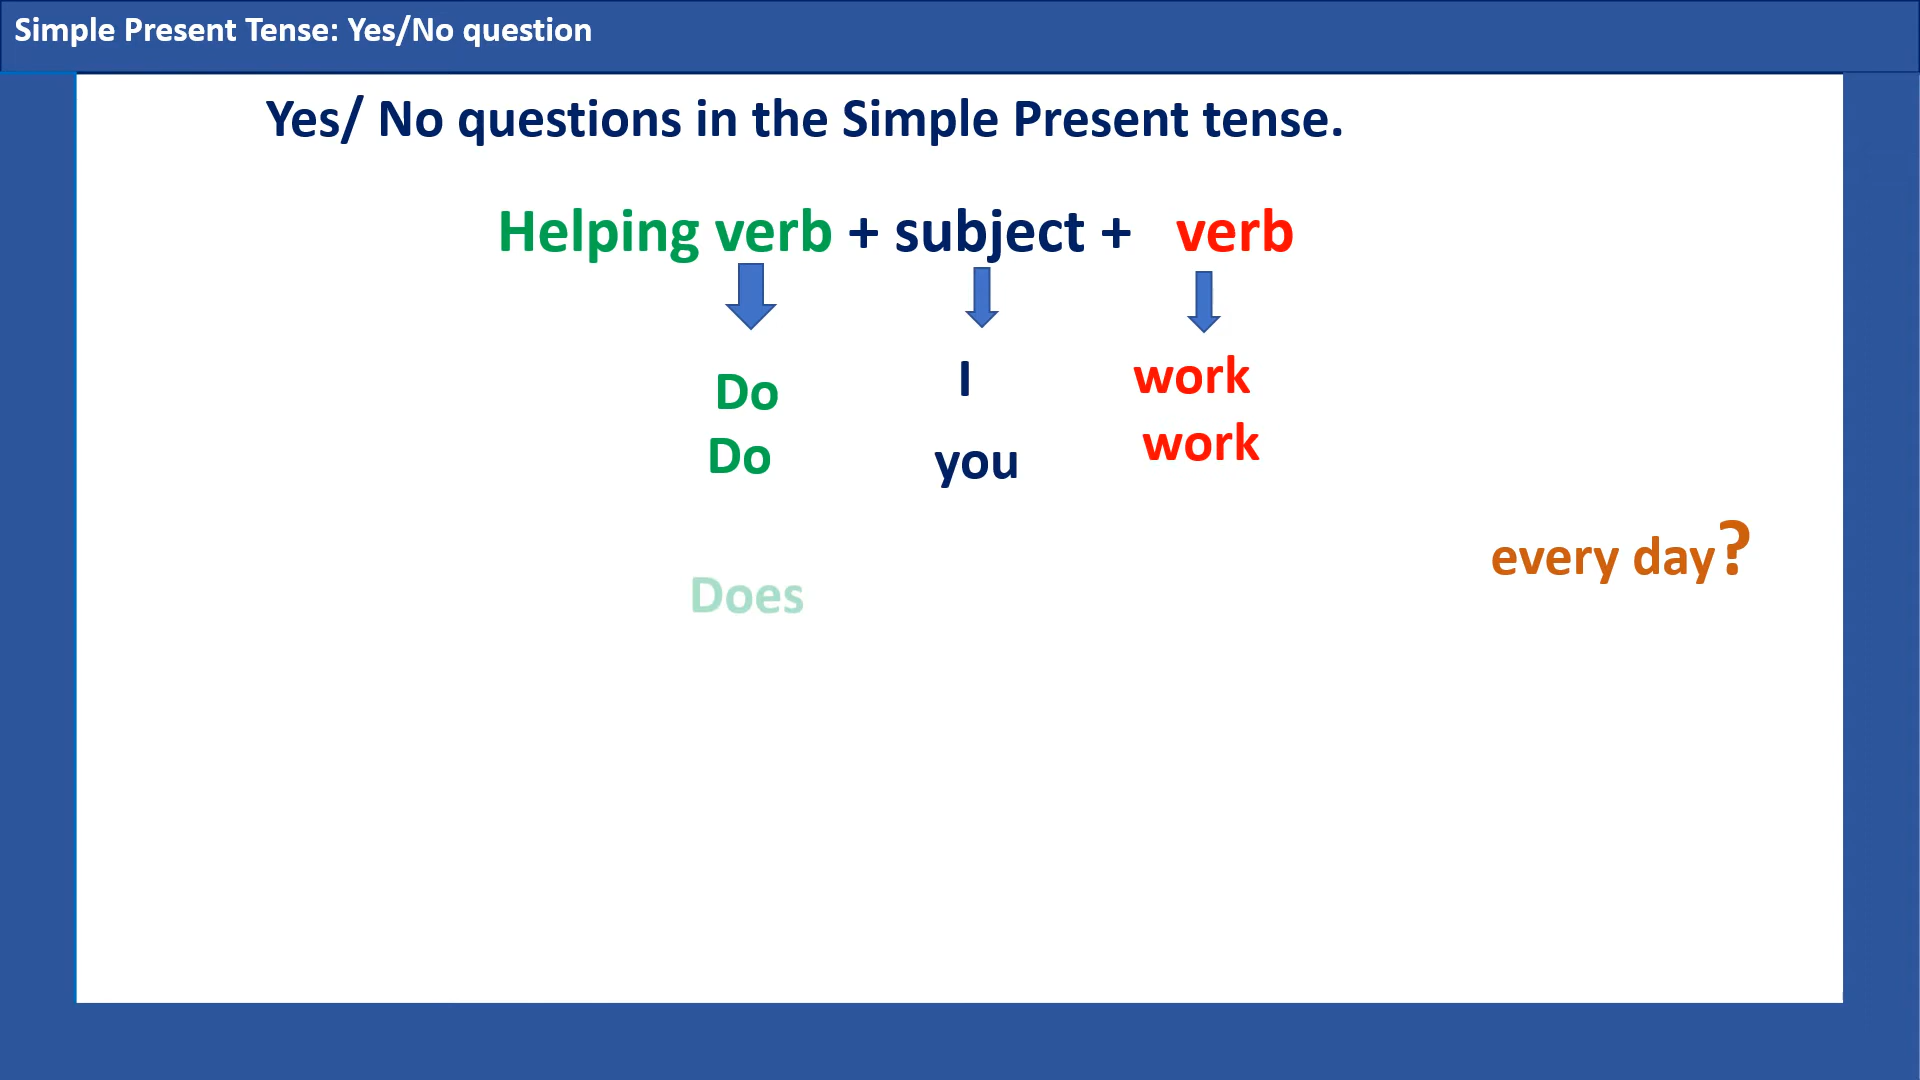 Simple Present Tense: Yes/No question
Yes/ No questions in the Simple Present tense.
Helping verb + subject + verb
Do I work
Do you work
every day?
Does